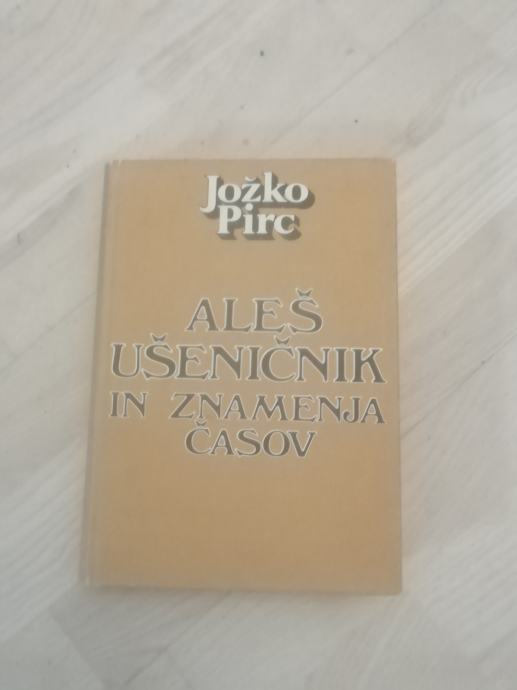 Jožko
Pirc
ALEŠ
UŠENIČNIK
IN ZNAMENJA
ČASOV